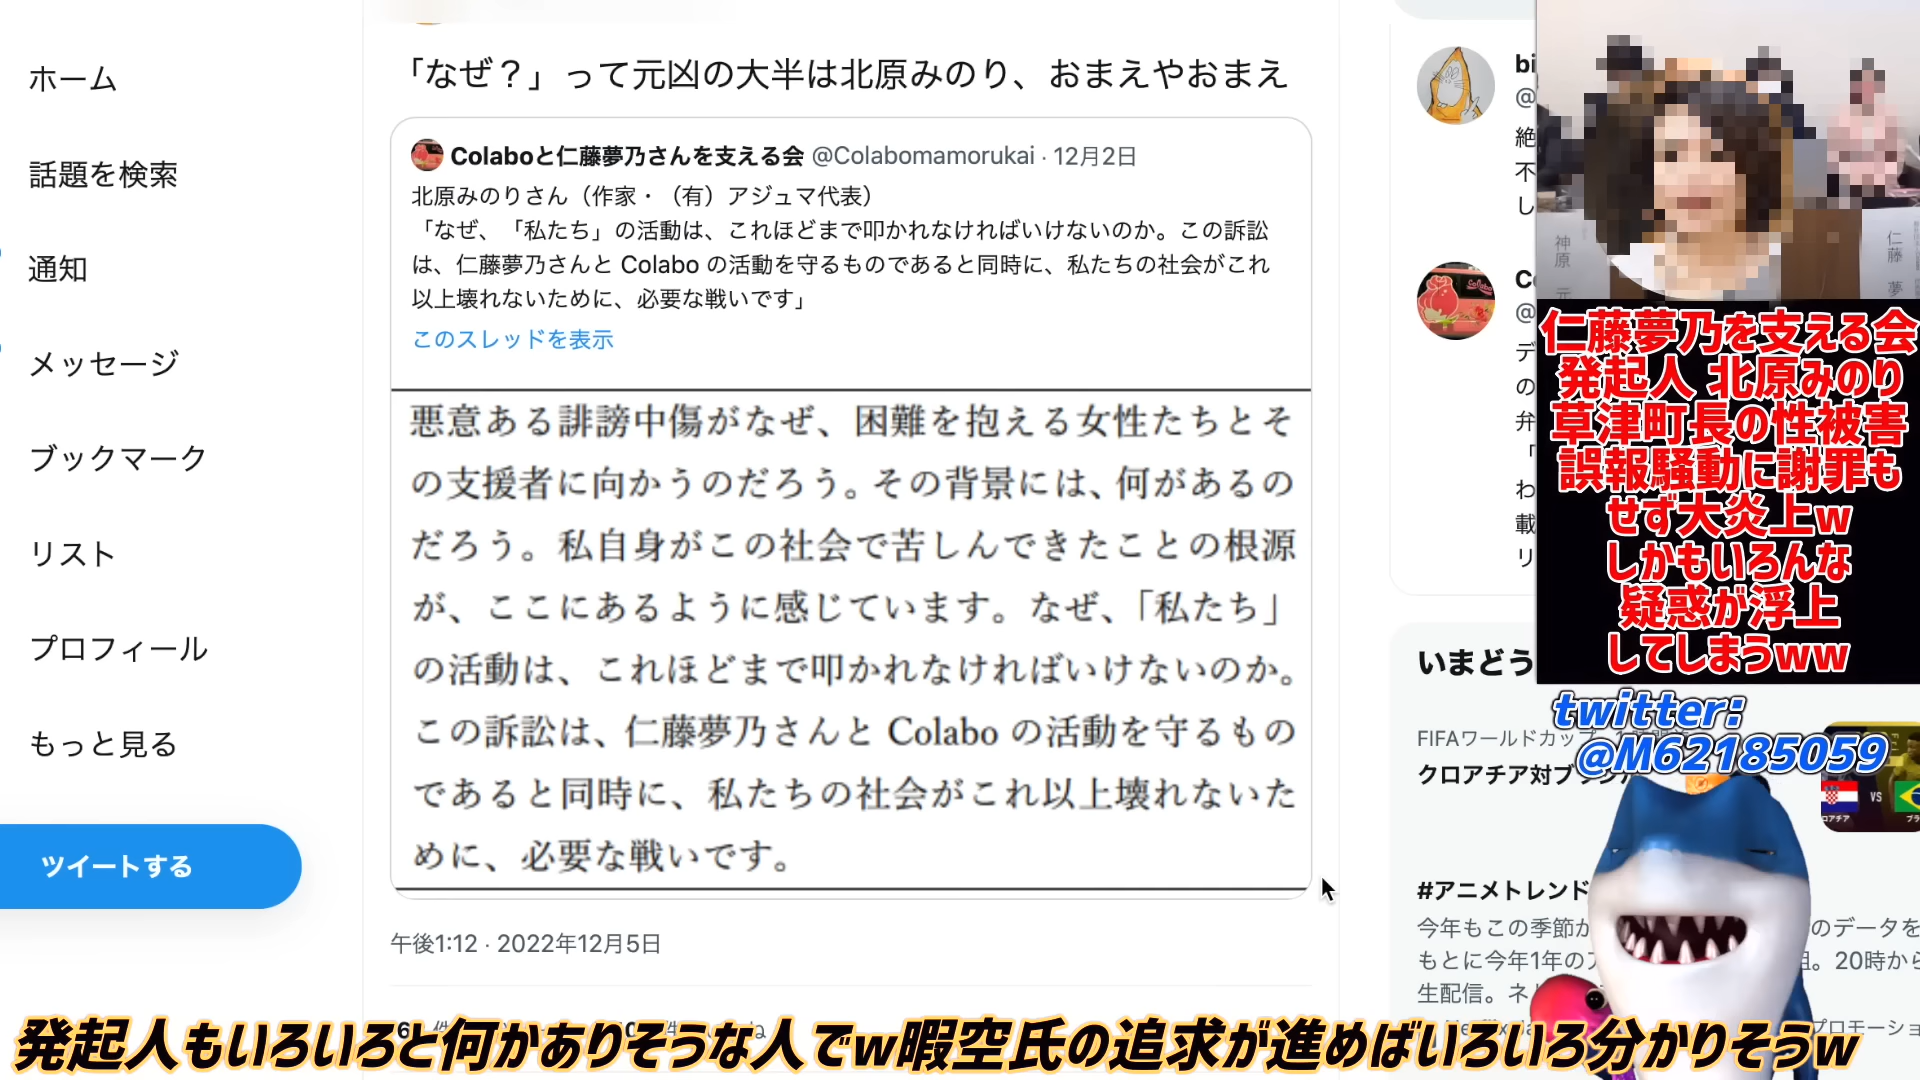 ホーム
話題を検索
通知
メッセージ
ブックマーク
リスト
プロフィール
もっと見る
ツイートする
「なぜ？」って元凶の大半は北原みのり、おまえやおまえ
Colaboと仁藤夢乃さんを支える会 @Colabomamorukai · 12月2日
北原みのりさん（作家・（有）アジュマ代表）
「なぜ、「私たち」の活動は、これほどまで叩かれなければいけないのか。この訴訟
は、仁藤夢乃さんと Colabo の活動を守るものであると同時に、私たちの社会がこれ
以上壊れないために、必要な戦いです」
このスレッドを表示
悪意ある誹謗中傷がなぜ、困難を抱える女性たちとそ
の支援者に向かうのだろう。その背景には、何があるの
だろう。私自身がこの社会で苦しんできたことの根源
が、ここにあるように感じています。なぜ、「私たち」
の活動は、これほどまで叩かれなければいけないのか。
この訴訟は、仁藤夢乃さんと Colabo の活動を守るもの
であると同時に、私たちの社会がこれ以上壊れないた
めに、必要な戦いです。
午後1:12 · 2022年12月5日
bi
@
絶
不
し
C
@
デ
の
弁
「
わ
載
リ
いまどう
FIFAワールドカップ
クロアチア対ブラ
VS
#アニメトレンド
今年もこの季節か
のデータを
もとに今年1年の
組。20時から
生配信。ネ
プロモーショ
神原 元
仁藤 夢
仁藤夢乃を支える会
発起人 北原みのり
草津町長の性被害
誤報騒動に謝罪も
せず大炎上w
しかもいろんな
疑惑が浮上
してしまうww
twitter:
@M62185059
発起人もいろいろと何かありそうな人でw暇空氏の追求が進めばいろいろ分かりそうw